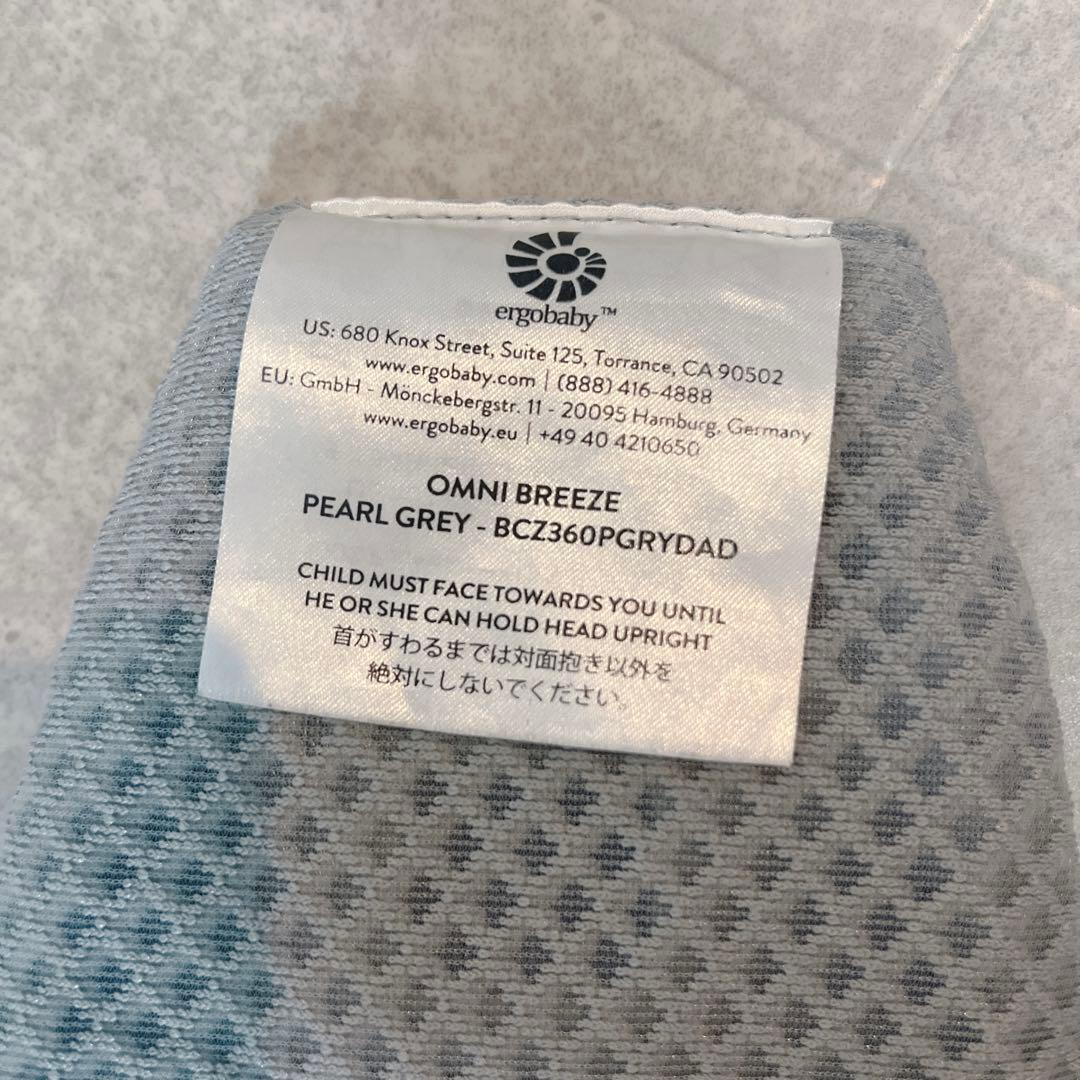 ergobaby™
US: 680 Knox Street, Suite 125, Torrance, CA 90502
www.ergobaby.com | (888) 416-4888
EU: GmbH - Mönckebergstr. 11 - 20095 Hamburg, Germany
www.ergobaby.eu | +49 40 4210650
OMNI BREEZE
PEARL GREY - BCZ360PGRYDAD
CHILD MUST FACE TOWARDS YOU UNTIL
HE OR SHE CAN HOLD HEAD UPRIGHT
首がすわるまでは対面抱き以外を
絶対にしないでください。